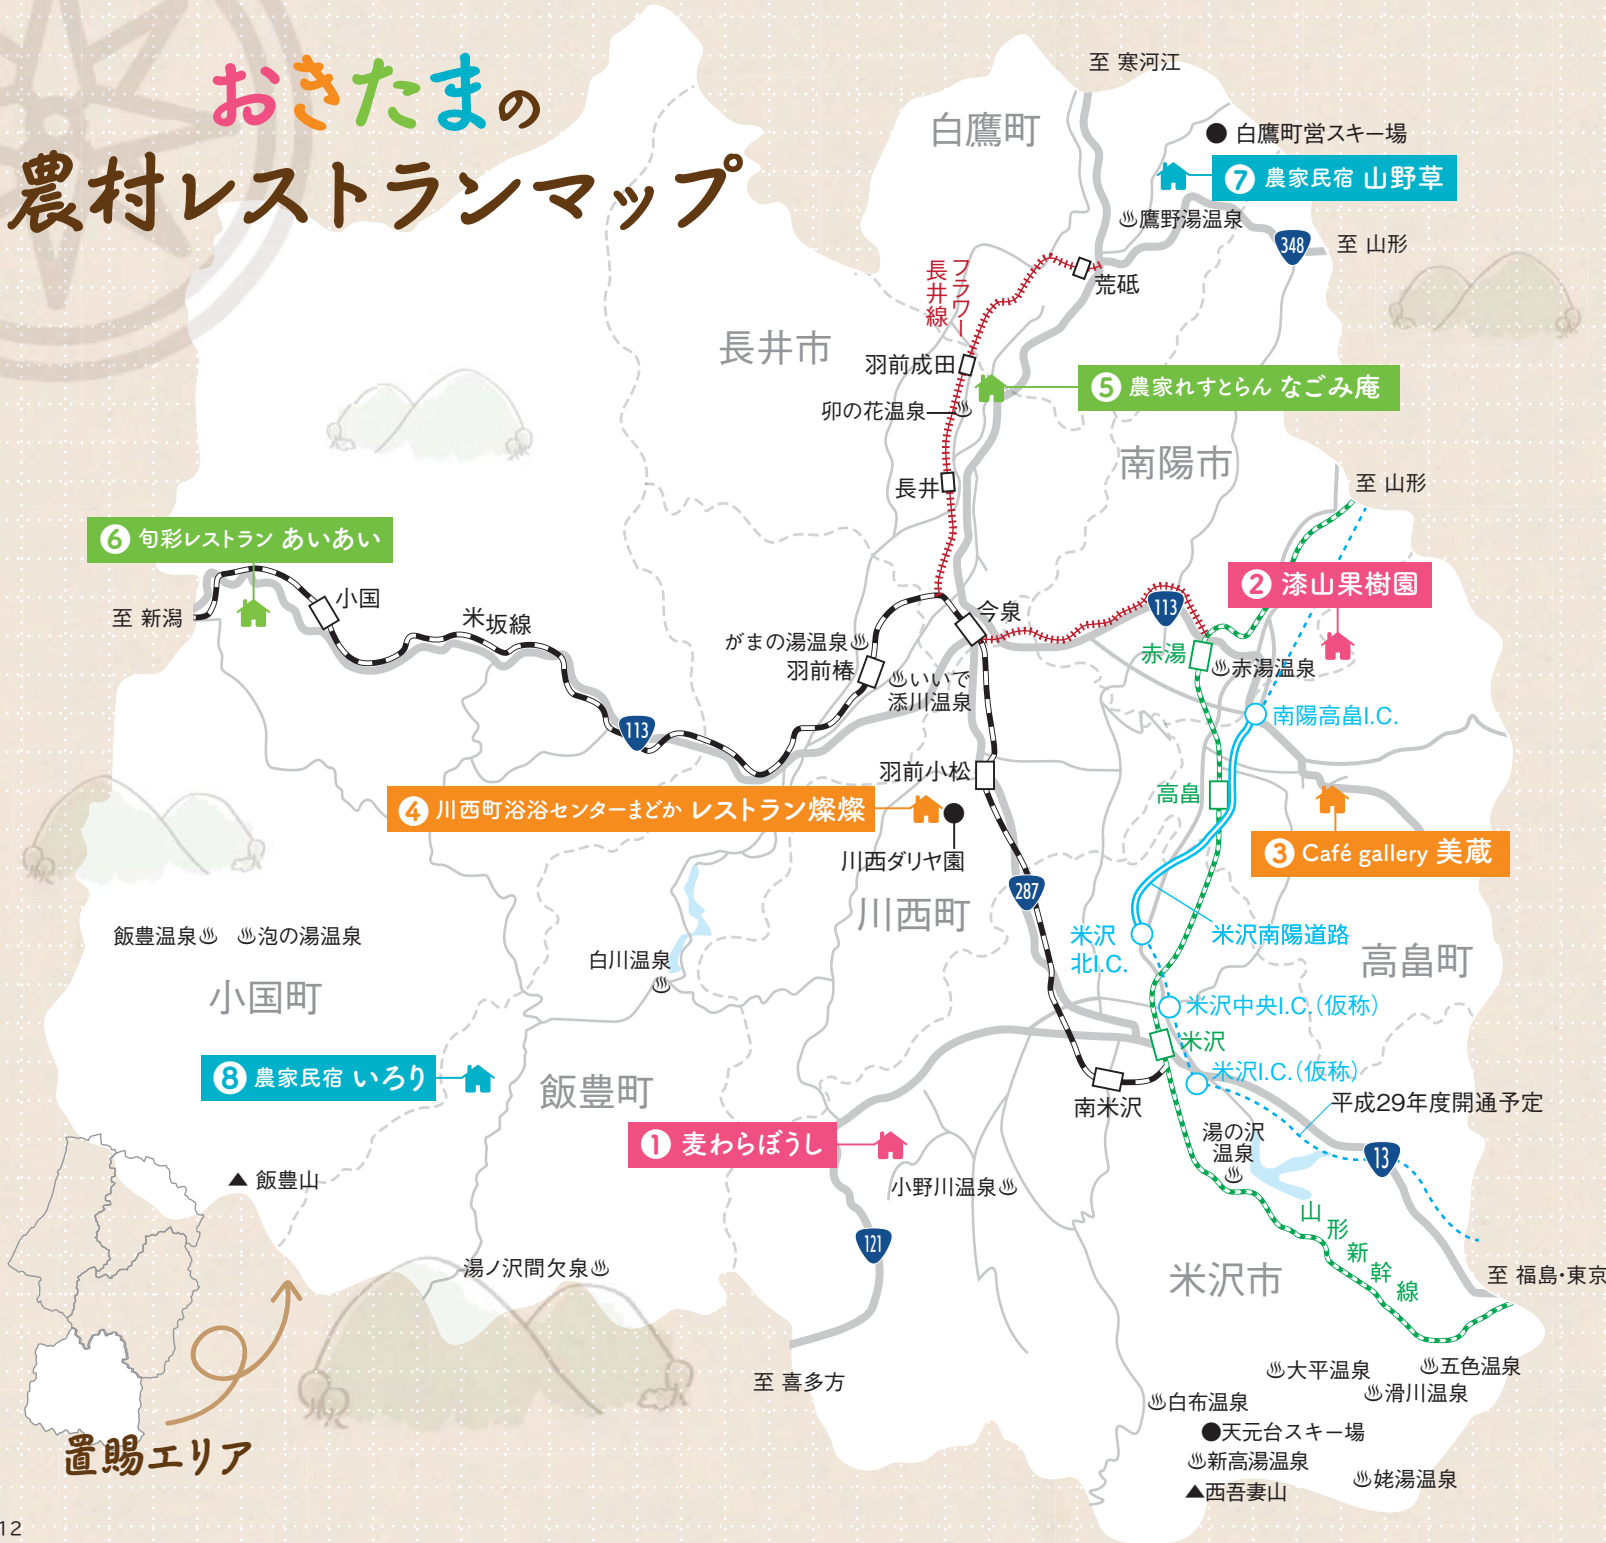 おきたまの
農村レストランマップ
至 寒河江
白鷹町
白鷹町営スキー場
7 農家民宿 山野草
鷹野湯温泉
348
至 山形
荒砥
フラワー
長井線
長井市
羽前成田
5 農家れすとらん なごみ庵
卯の花温泉
南陽市
長井
至 山形
6 旬彩レストラン あいあい
2 漆山果樹園
小国
至 新潟
米坂線
今泉
113
がまの湯温泉
羽前椿
いいで
添川温泉
赤湯
赤湯温泉
南陽高畠I.C.
113
羽前小松
高畠
4 川西町浴浴センターまどか レストラン燦燦
川西ダリヤ園
3 Café gallery 美蔵
287
川西町
米沢
北I.C.
米沢南陽道路
高畠町
飯豊温泉
泡の湯温泉
白川温泉
小国町
米沢中央I.C.(仮称)
米沢
米沢I.C.(仮称)
8 農家民宿 いろり
飯豊町
南米沢
平成29年度開通予定
1 麦わらぼうし
湯の沢
温泉
13
飯豊山
小野川温泉
山形新幹線
121
湯ノ沢間欠泉
米沢市
至 福島・東京
至 喜多方
大平温泉
五色温泉
滑川温泉
白布温泉
天元台スキー場
新高湯温泉
姥湯温泉
西吾妻山
置賜エリア
12